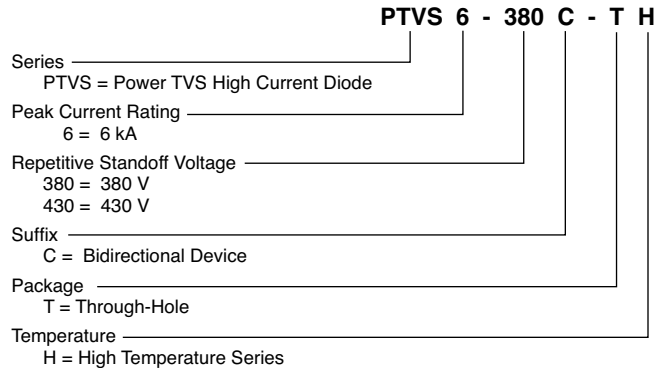 PTVS 6 - 380 C - T H
Series
PTVS = Power TVS High Current Diode
Peak Current Rating
6 = 6 kA
Repetitive Standoff Voltage
380 = 380 V
430 = 430 V
Suffix
C = Bidirectional Device
Package
T = Through-Hole
Temperature
H = High Temperature Series